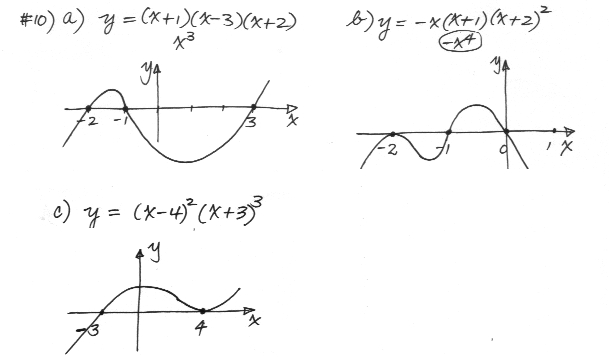 #10) a) y = (x+1)(x-3)(x+2)
x³
y
-2 -1 3 x
b) y = -x(x+1)(x+2)²
-x⁴
y
-2 -1 0 1 x
c) y = (x-4)²(x+3)³
y
-3 4 x